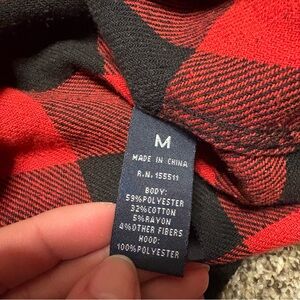 M
MADE IN CHINA
R.N. 155511
BODY:
59%POLYESTER
32%COTTON
5%RAYON
4%OTHER FIBERS
HOOD:
100%POLYESTER